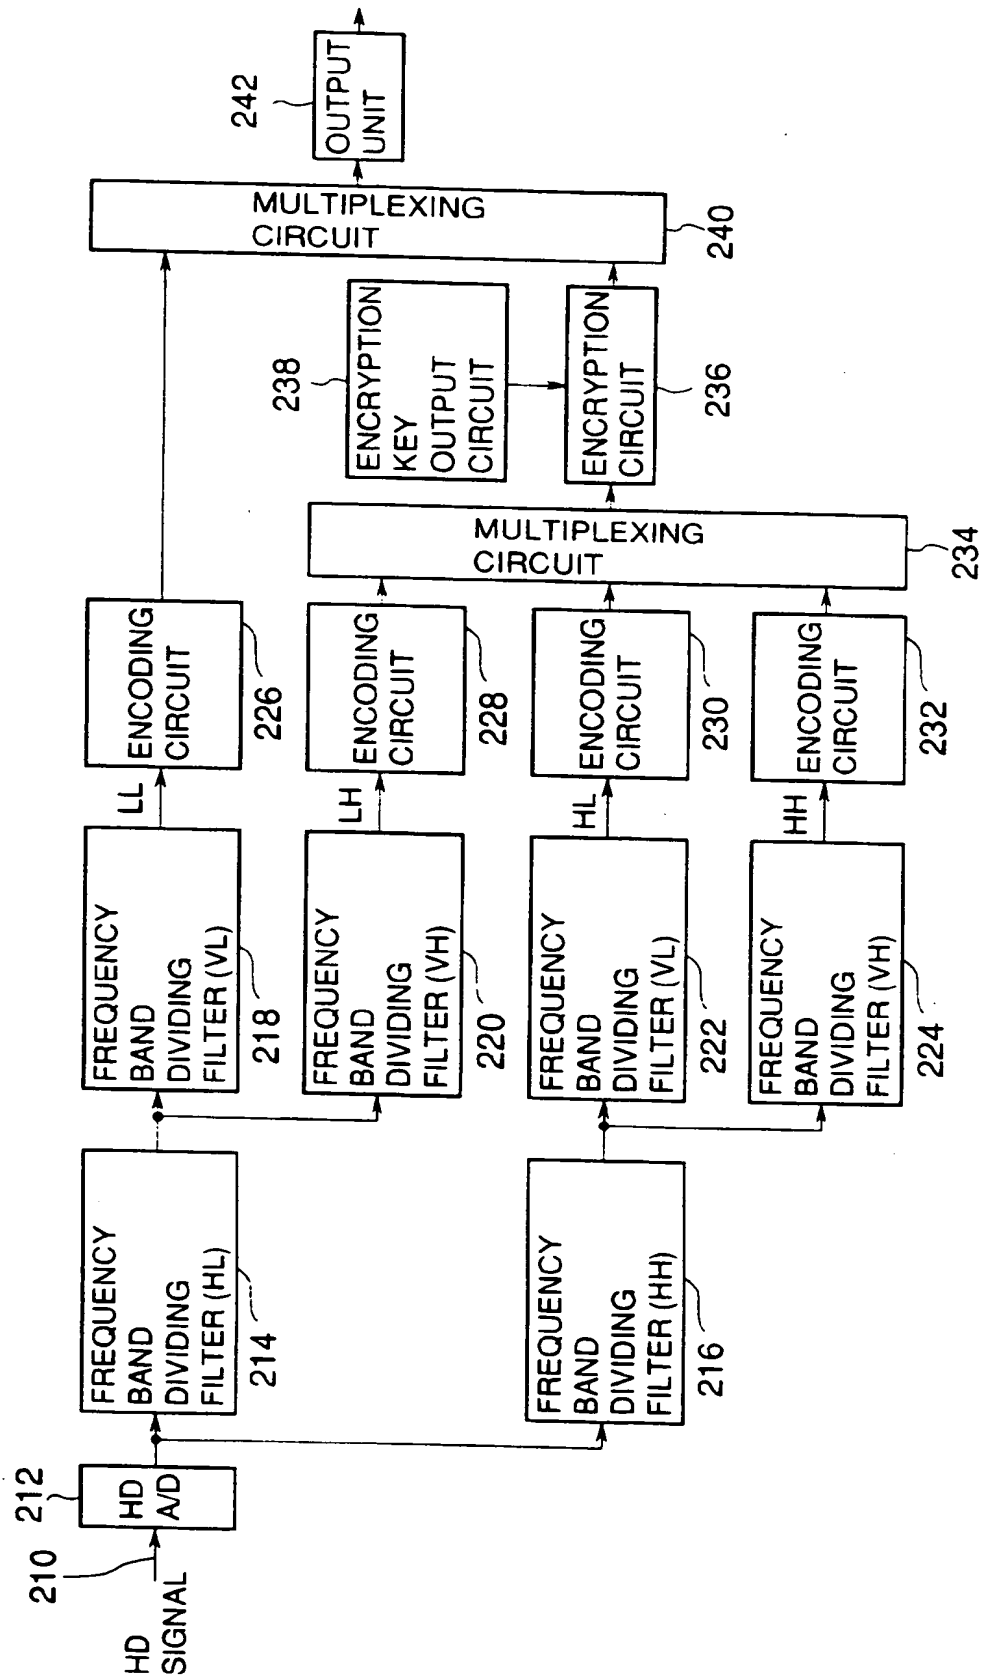 HD
SIGNAL
210
212
HD
A/D
FREQUENCY
BAND
DIVIDING
FILTER (HL)
214
FREQUENCY
BAND
DIVIDING
FILTER (HH)
216
FREQUENCY
BAND
DIVIDING
FILTER (VL)
218
FREQUENCY
BAND
DIVIDING
FILTER (VH)
220
FREQUENCY
BAND
DIVIDING
FILTER (VL)
222
FREQUENCY
BAND
DIVIDING
FILTER (VH)
224
LL
LH
HL
HH
ENCODING
CIRCUIT
226
ENCODING
CIRCUIT
228
ENCODING
CIRCUIT
230
ENCODING
CIRCUIT
232
MULTIPLEXING
CIRCUIT
234
238
ENCRYPTION
KEY
OUTPUT
CIRCUIT
ENCRYPTION
CIRCUIT
236
MULTIPLEXING
CIRCUIT
240
242
OUTPUT
UNIT